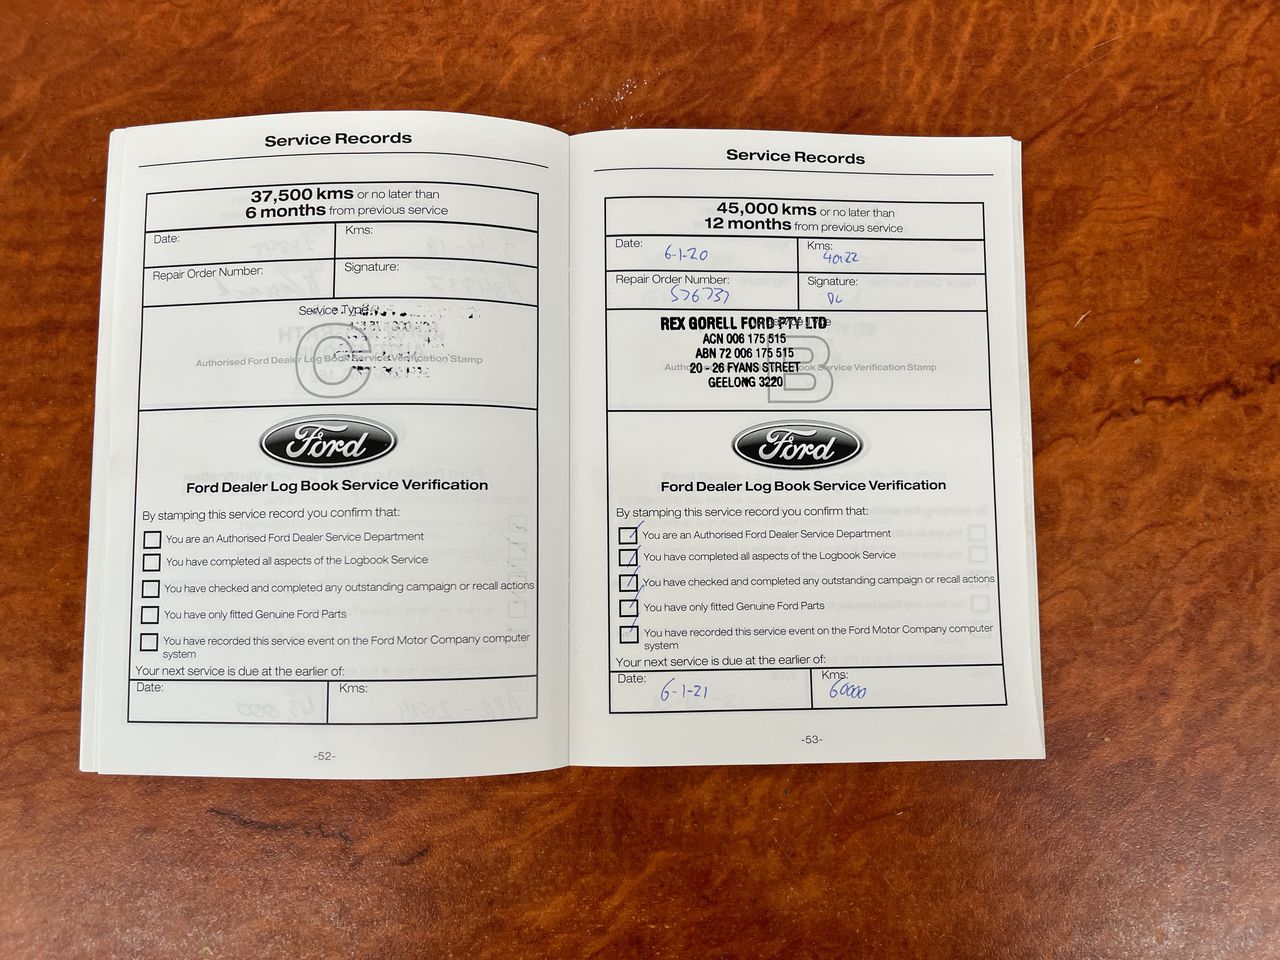 Service Records
37,500 kms or no later than
6 months from previous service
Date:
Kms:
Repair Order Number:
Signature:
Service Type
C
Authorised Ford Dealer Log Book Service Verification Stamp
Ford
Ford Dealer Log Book Service Verification
By stamping this service record you confirm that:
You are an Authorised Ford Dealer Service Department
You have completed all aspects of the Logbook Service
You have checked and completed any outstanding campaign or recall actions
You have only fitted Genuine Ford Parts
You have recorded this service event on the Ford Motor Company computer
system
Your next service is due at the earlier of:
Date:
Kms:
-52-
Service Records
45,000 kms or no later than
12 months from previous service
Date: 6-1-20
Kms: 40122
Repair Order Number: 576737
Signature:
REX GORELL FORD PTY LTD
ACN 006 175 515
ABN 72 006 175 515
20 - 26 FYANS STREET
GEELONG 3220
B
Book Service Verification Stamp
Ford
Ford Dealer Log Book Service Verification
By stamping this service record you confirm that:
You are an Authorised Ford Dealer Service Department
You have completed all aspects of the Logbook Service
You have checked and completed any outstanding campaign or recall actions
You have only fitted Genuine Ford Parts
You have recorded this service event on the Ford Motor Company computer
system
Your next service is due at the earlier of:
Date: 6-1-21
Kms: 60000
-53-